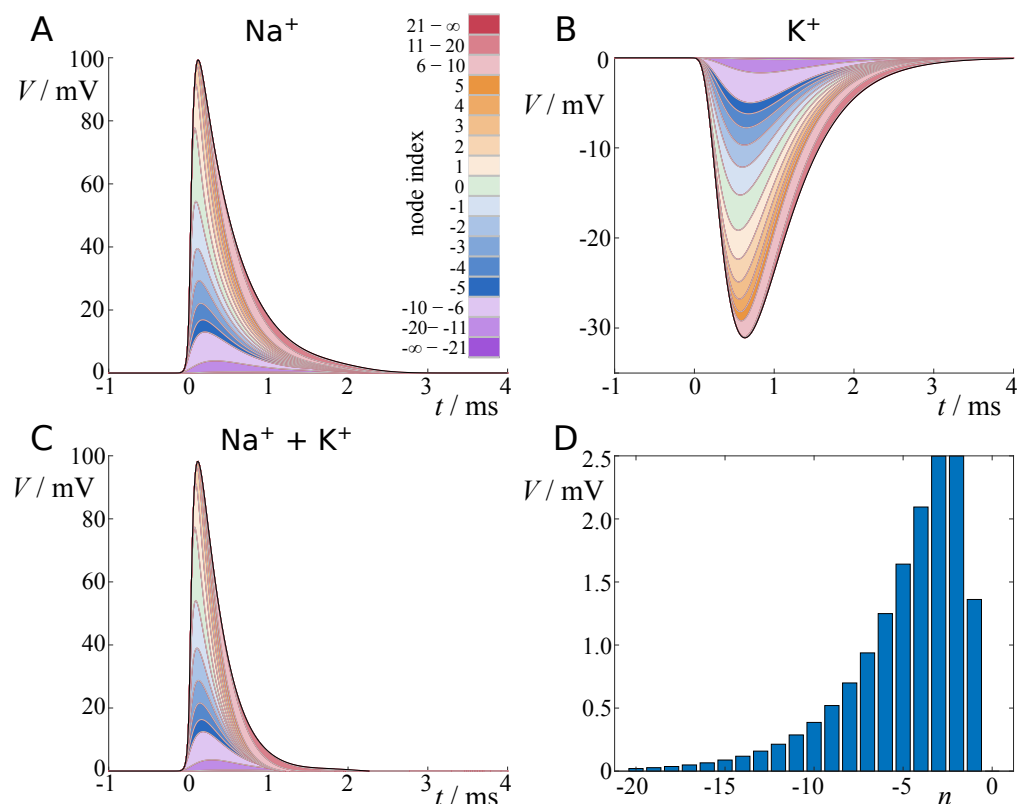 A
Na⁺
V / mV
100
80
60
40
20
0
-1
0
1
2
3
4
t / ms
node index
21 – ∞
11 – 20
6 – 10
5
4
3
2
1
0
-1
-2
-3
-4
-5
-10 – -6
-20 – -11
-∞ – -21
B
K⁺
V / mV
0
-10
-20
-30
-1
0
1
2
3
4
t / ms
C
Na⁺ + K⁺
V / mV
100
80
60
40
20
0
-1
0
1
2
3
4
t / ms
D
V / mV
2.5
2
1.5
1
0.5
0
-20
-15
-10
-5
0
n